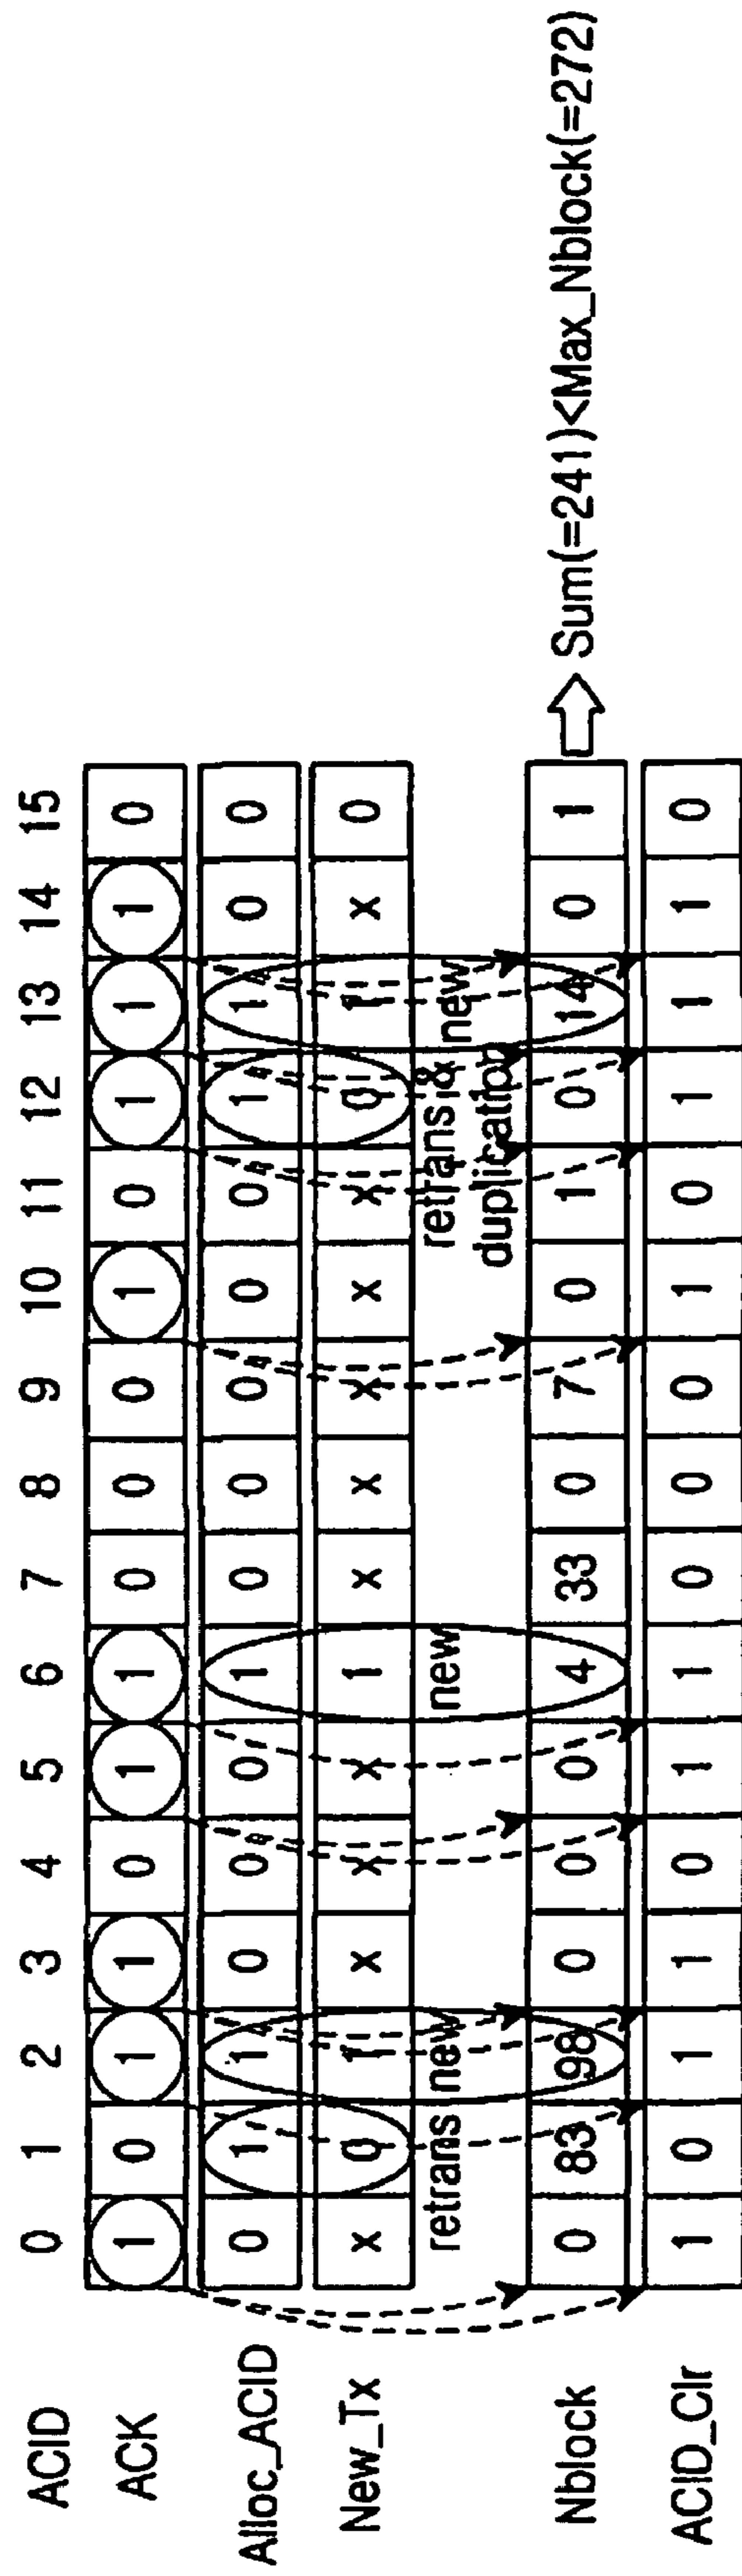 ACID 0 1 2 3 4 5 6 7 8 9 10 11 12 13 14 15
ACK 1 0 1 1 0 1 1 0 0 0 1 0 1 1 1 0
Alloc_ACID 0 1 1 0 0 0 1 0 0 0 0 0 1 1 0 0
New_Tx x 0 1 x x x 1 x x x x x 0 1 x 0
retrans new new retrans & new
duplication
Nblock 0 83 98 0 0 0 4 33 0 7 0 1 0 14 0 1 Sum(=241)<Max_Nblock(=272)
ACID_Clr 1 0 1 1 0 1 1 0 0 0 1 0 1 1 1 0